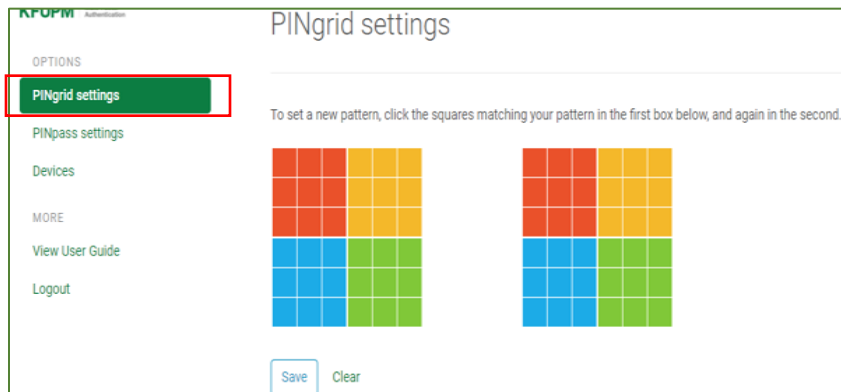 KFUPM Authentication
OPTIONS
PINgrid settings
PINpass settings
Devices
MORE
View User Guide
Logout
PINgrid settings
To set a new pattern, click the squares matching your pattern in the first box below, and again in the second.
Save Clear